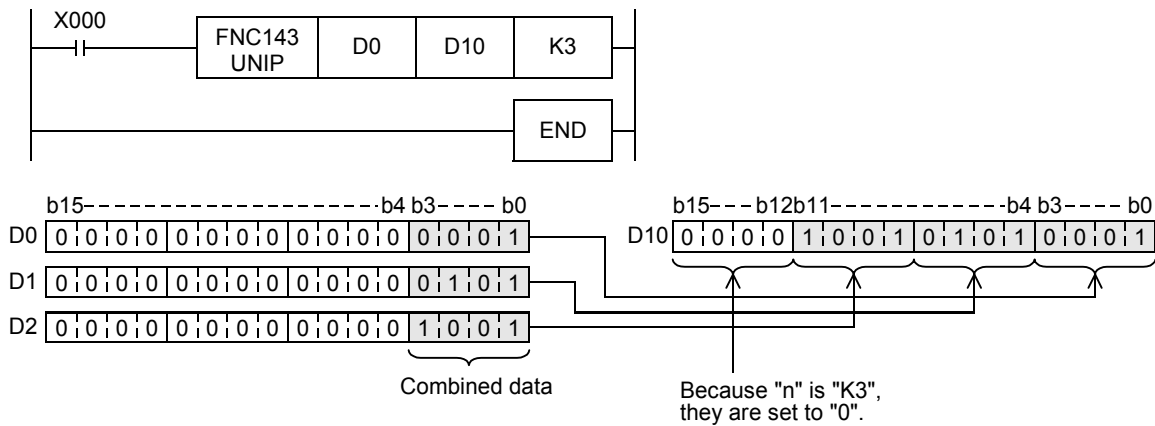 X000
FNC143 UNIP D0 D10 K3
END
b15 b4 b3 b0
D0 0 0 0 0 0 0 0 0 0 0 0 0 0 0 0 1
D1 0 0 0 0 0 0 0 0 0 0 0 0 0 1 0 1
D2 0 0 0 0 0 0 0 0 0 0 0 0 1 0 0 1
Combined data
b15 b12 b11 b4 b3 b0
D10 0 0 0 0 1 0 0 1 0 1 0 1 0 0 0 1
Because "n" is "K3",
they are set to "0".